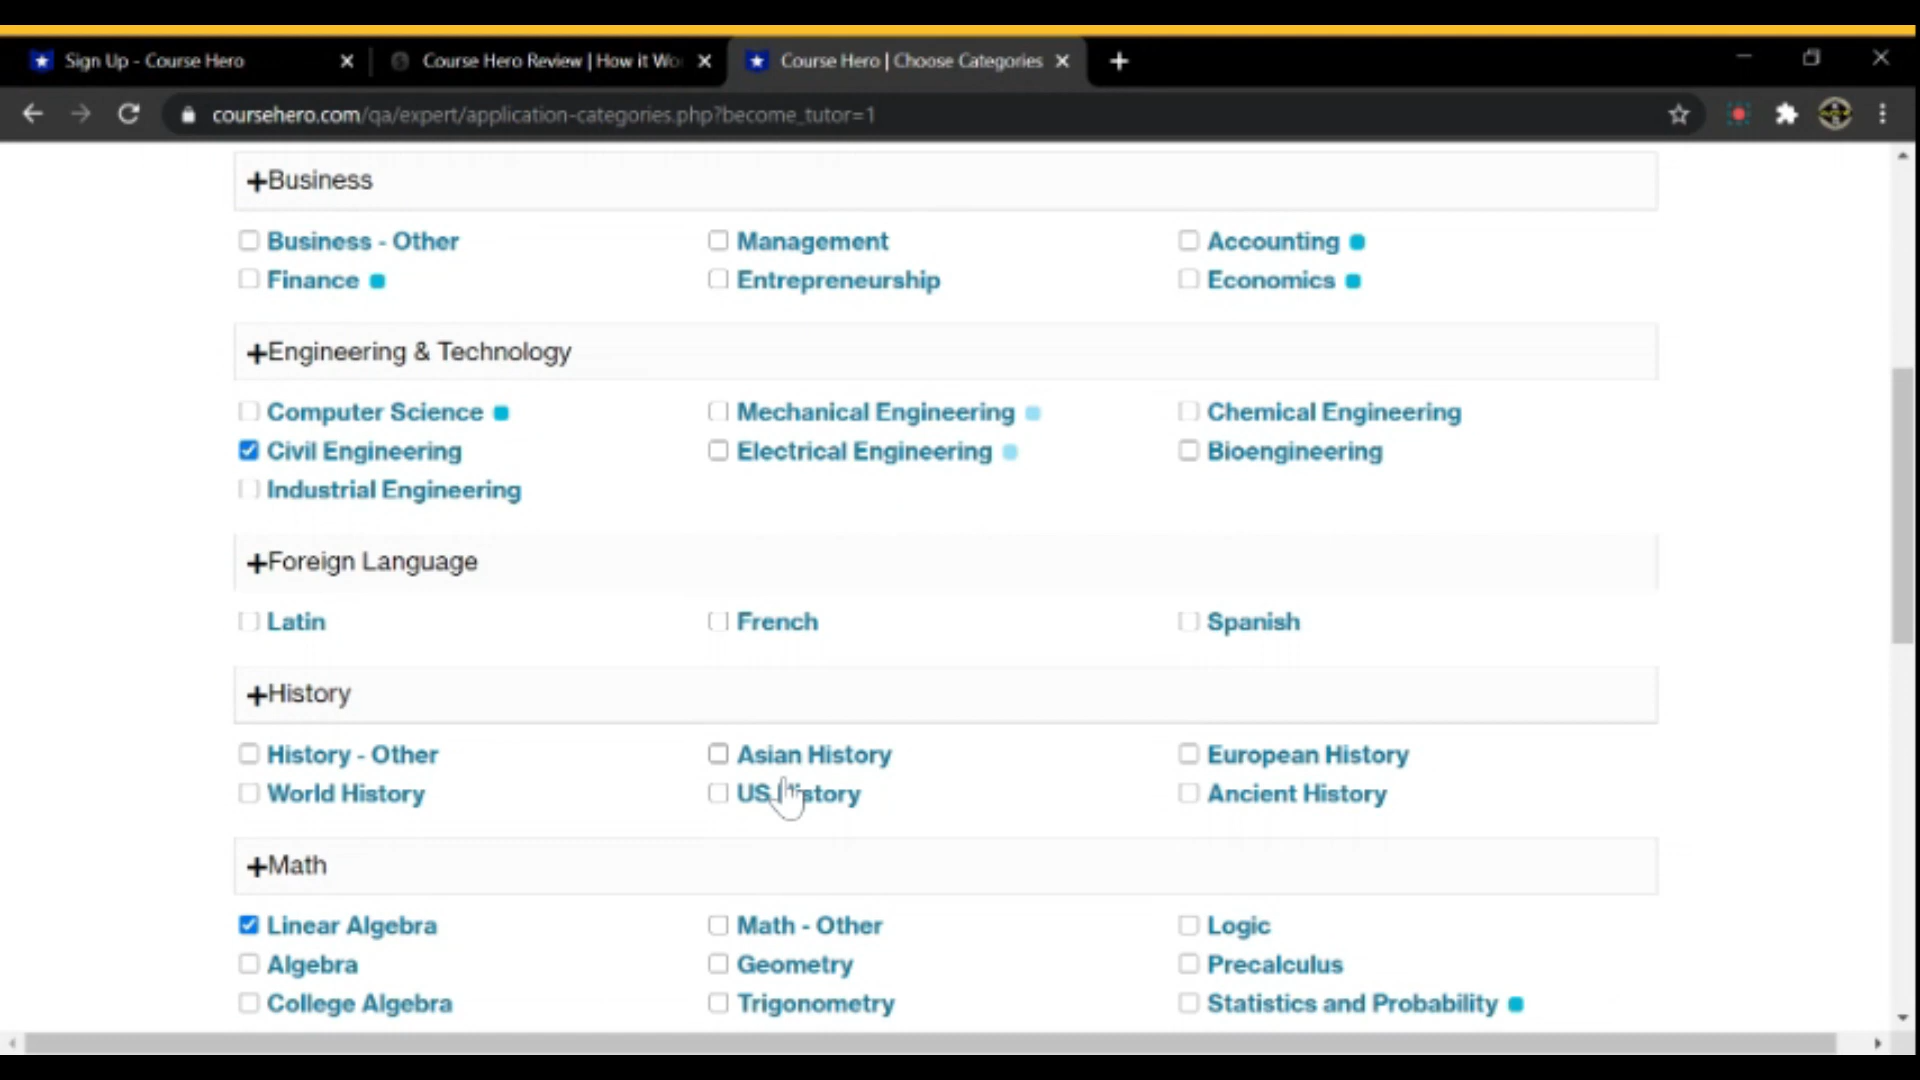 Sign Up - Course Hero
Course Hero Review | How it Wo
Course Hero | Choose Categories
coursehero.com/qa/expert/application-categories.php?become_tutor=1
+Business
Business - Other Management Accounting
Finance Entrepreneurship Economics
+Engineering & Technology
Computer Science Mechanical Engineering Chemical Engineering
Civil Engineering Electrical Engineering Bioengineering
Industrial Engineering
+Foreign Language
Latin French Spanish
+History
History - Other Asian History European History
World History US History Ancient History
+Math
Linear Algebra Math - Other Logic
Algebra Geometry Precalculus
College Algebra Trigonometry Statistics and Probability